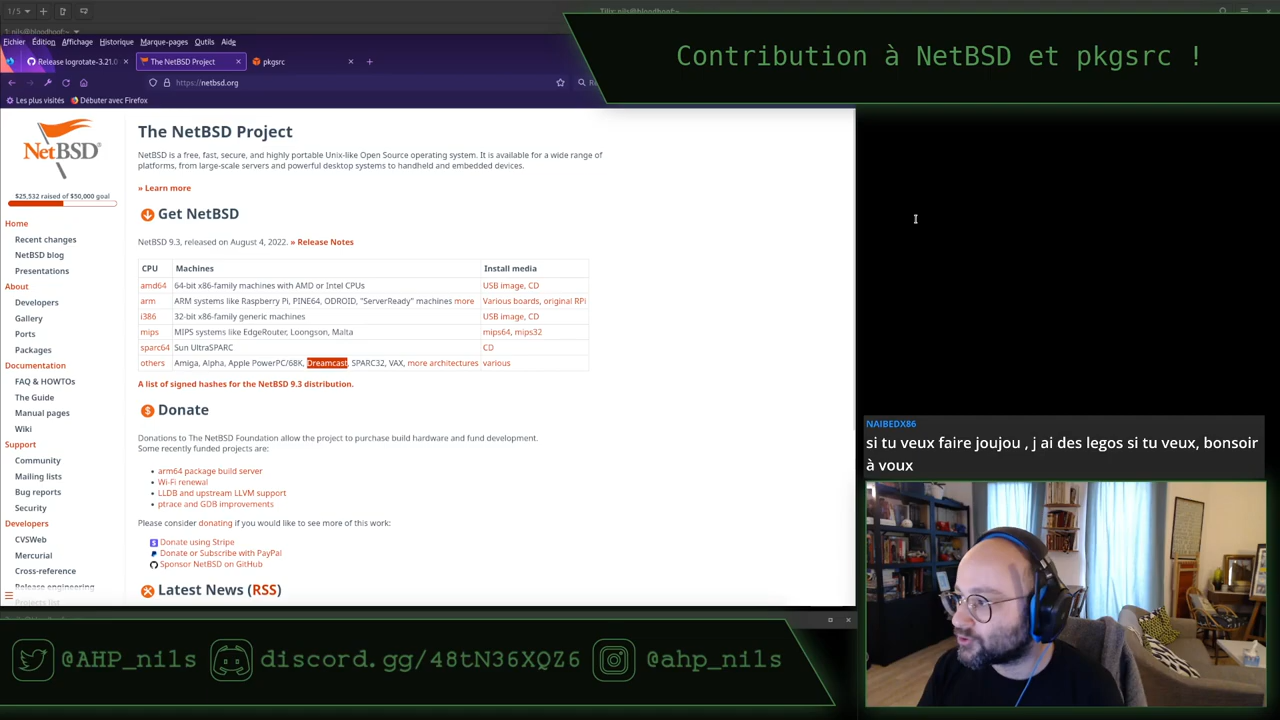 1 / 5
Tilix: nils@bloodhoof:~
1: nils@bloodhoof:~
Fichier Édition Affichage Historique Marque-pages Outils Aide
Release logrotate-3.21.0
The NetBSD Project
pkgsrc
https://netbsd.org
Les plus visités Débuter avec Firefox
Contribution à NetBSD et pkgsrc !
NetBSD
$25,532 raised of $50,000 goal
Home
Recent changes
NetBSD blog
Presentations
About
Developers
Gallery
Ports
Packages
Documentation
FAQ & HOWTOs
The Guide
Manual pages
Wiki
Support
Community
Mailing lists
Bug reports
Security
Developers
CVSWeb
Mercurial
Cross-reference
Release engineering
Projects list
The NetBSD Project
NetBSD is a free, fast, secure, and highly portable Unix-like Open Source operating system. It is available for a wide range of
platforms, from large-scale servers and powerful desktop systems to handheld and embedded devices.
» Learn more
Get NetBSD
NetBSD 9.3, released on August 4, 2022. » Release Notes
CPU Machines Install media
amd64 64-bit x86-family machines with AMD or Intel CPUs USB image, CD
arm ARM systems like Raspberry Pi, PINE64, ODROID, "ServerReady" machines more Various boards, original RPi
i386 32-bit x86-family generic machines USB image, CD
mips MIPS systems like EdgeRouter, Loongson, Malta mips64, mips32
sparc64 Sun UltraSPARC CD
others Amiga, Alpha, Apple PowerPC/68K, Dreamcast, SPARC32, VAX, more architectures various
A list of signed hashes for the NetBSD 9.3 distribution.
Donate
Donations to The NetBSD Foundation allow the project to purchase build hardware and fund development.
Some recently funded projects are:
• arm64 package build server
• Wi-Fi renewal
• LLDB and upstream LLVM support
• ptrace and GDB improvements
Please consider donating if you would like to see more of this work:
Donate using Stripe
Donate or Subscribe with PayPal
Sponsor NetBSD on GitHub
Latest News (RSS)
NAIBEDX86
si tu veux faire joujou , j ai des legos si tu veux, bonsoir
à voux
@AHP_nils
discord.gg/48tN36XQZ6
@ahp_nils